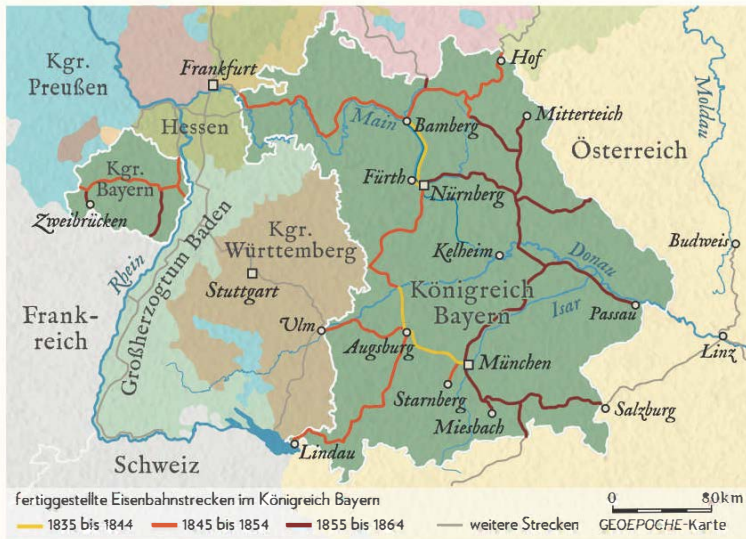 Hof
Kgr.
Preußen
Frankfurt
Moldau
Main
Bamberg
Mitterteich
Hessen
Österreich
Kgr.
Bayern
Fürth
Nürnberg
Zweibrücken
Kgr.
Württemberg
Kelheim
Donau
Budweis
Rhein
Großherzogtum Baden
Stuttgart
Königreich
Bayern
Isar
Passau
Frank-
reich
Ulm
Augsburg
München
Linz
Starnberg
Miesbach
Salzburg
Lindau
Schweiz
fertiggestellte Eisenbahnstrecken im Königreich Bayern
0 80km
1835 bis 1844 1845 bis 1854 1855 bis 1864 weitere Strecken GEOEPOCHE-Karte